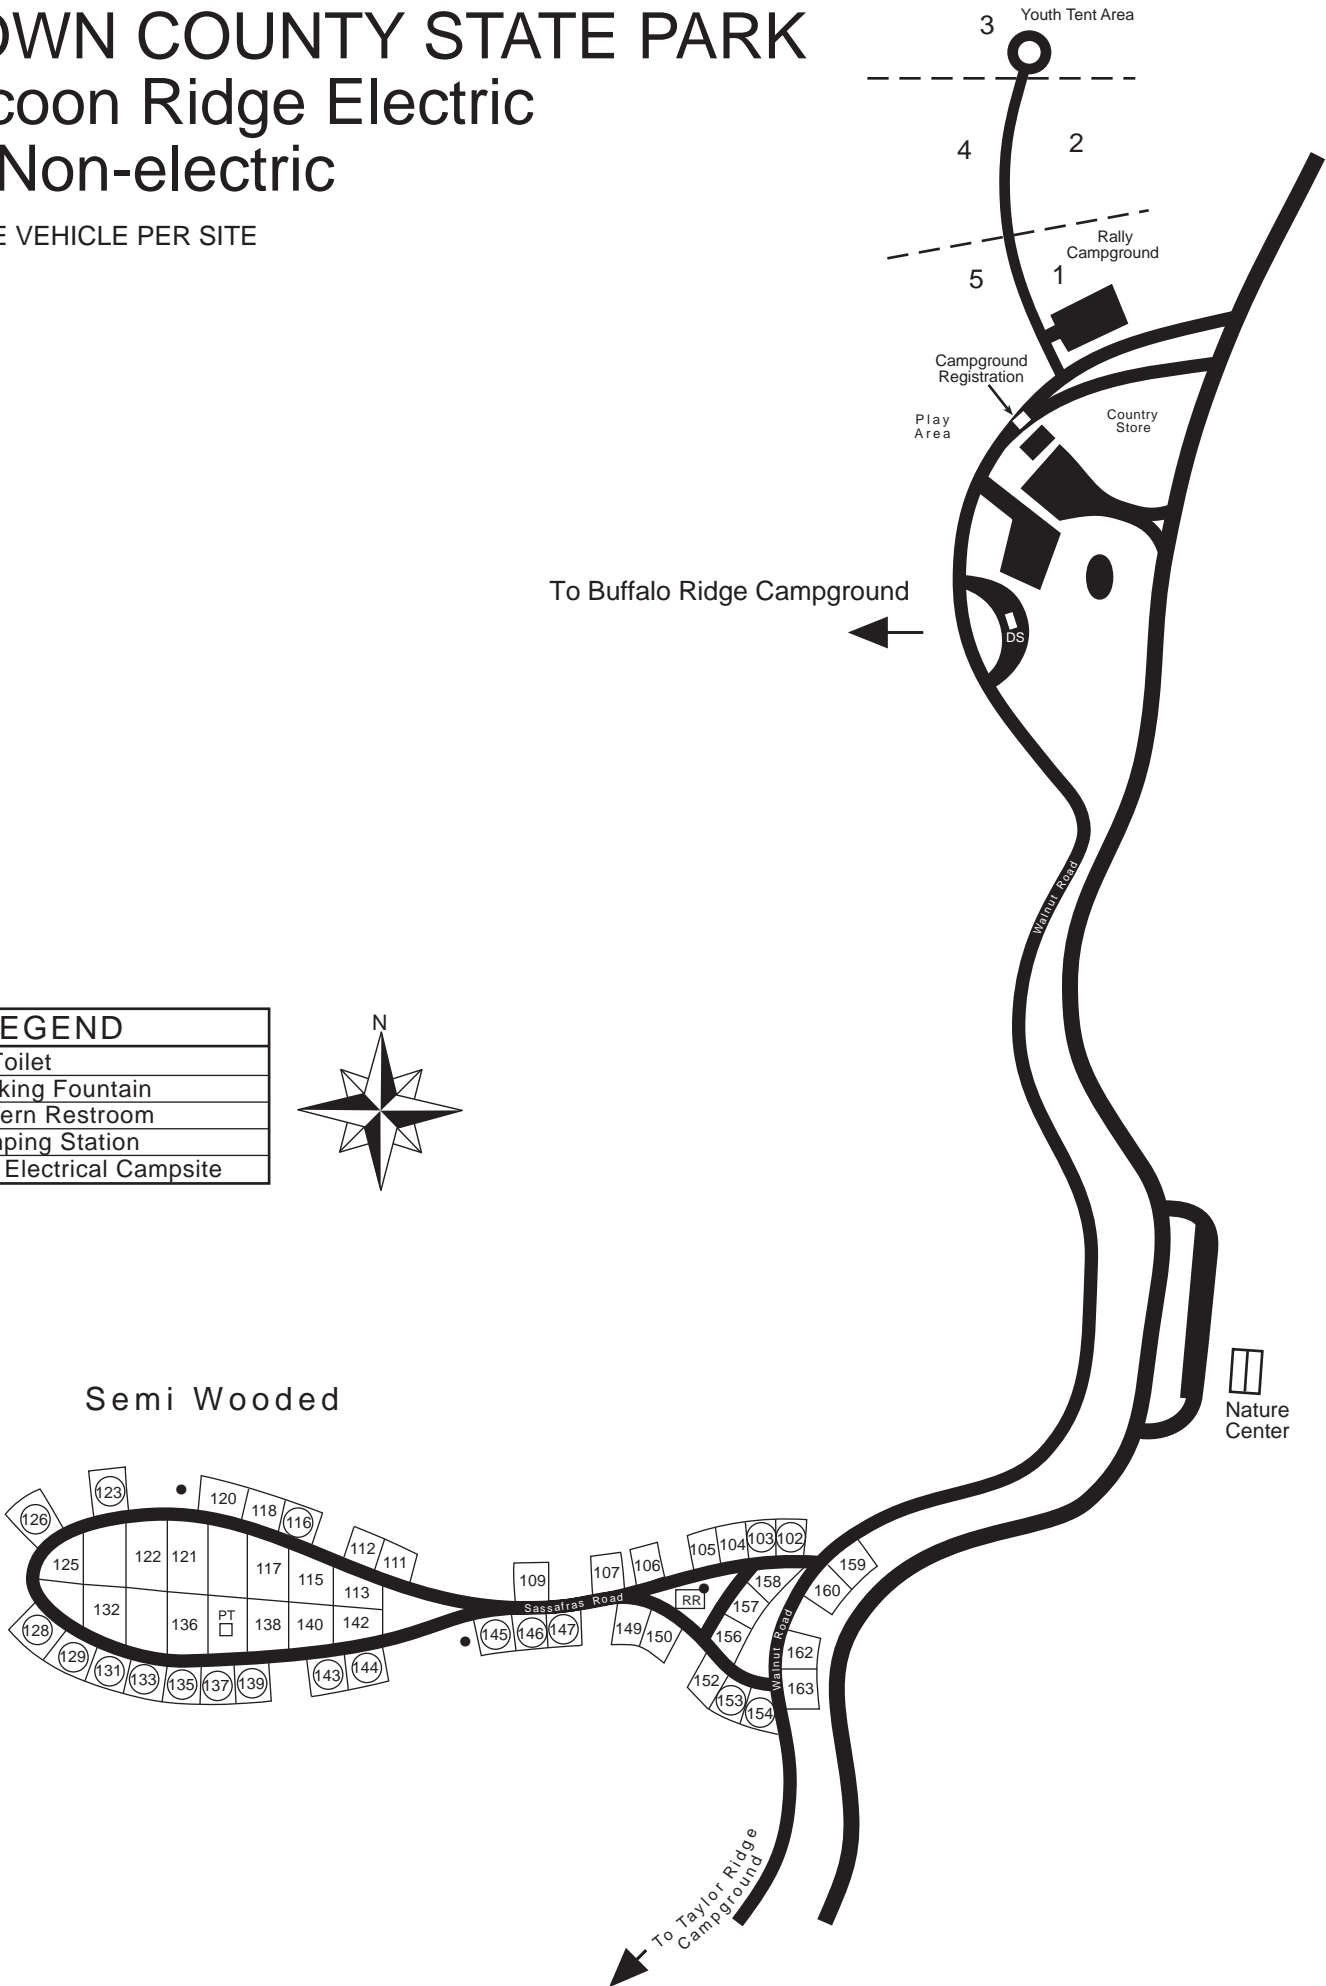 OWN COUNTY STATE PARK
coon Ridge Electric
Non-electric
E VEHICLE PER SITE
3
Youth Tent Area
4
2
5
1
Rally
Campground
Campground
Registration
Play
Area
Country
Store
To Buffalo Ridge Campground
DS
Walnut Road
EGEND
Toilet
king Fountain
ern Restroom
ping Station
Electrical Campsite
N
Nature
Center
Semi Wooded
123
120
118
116
126
112
111
125
122
121
117
115
113
132
136
PT
138
140
142
128
129
131
133
135
137
139
143
144
109
107
106
105
104
103
102
Sassafras Road
RR
145
146
147
149
150
158
157
156
159
160
152
153
154
Walnut Road
162
163
To Taylor Ridge
Campground